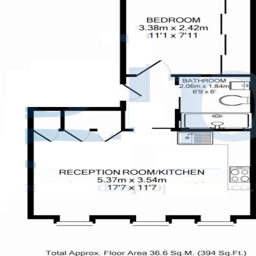 BEDROOM
3.38m x 2.42m
11'1 x 7'11
BATHROOM
2.06m x 1.84m
6'9 x 6'
RECEPTION ROOM/KITCHEN
5.37m x 3.54m
17'7 x 11'7
Total Approx. Floor Area 36.6 Sq.M. (394 Sq.Ft.)